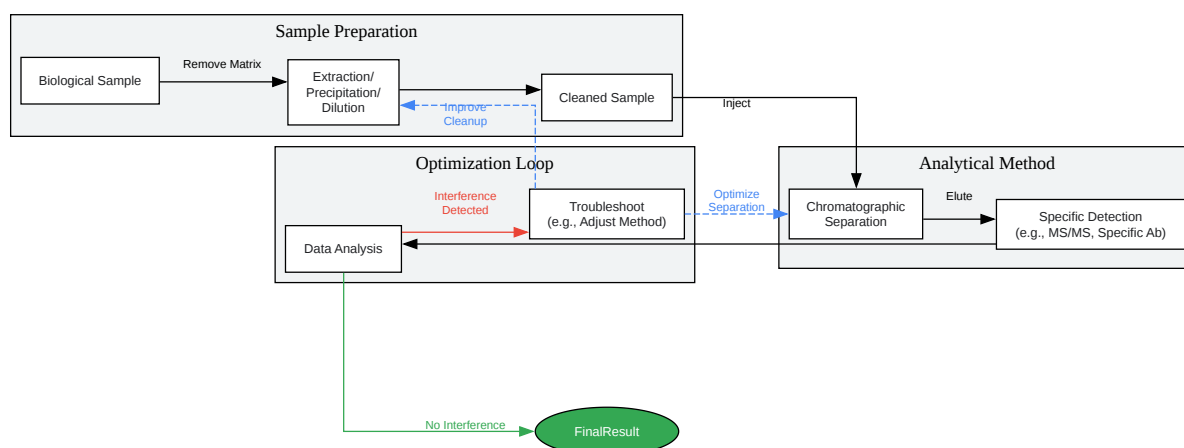 Sample Preparation
Biological Sample
Remove Matrix
Extraction/
Precipitation/
Dilution
Cleaned Sample
Inject
Improve
Cleanup
Optimization Loop
Data Analysis
Interference
Detected
Troubleshoot
(e.g., Adjust Method)
Optimize
Separation
Analytical Method
Chromatographic
Separation
Elute
Specific Detection
(e.g., MS/MS, Specific Ab)
No Interference
FinalResult